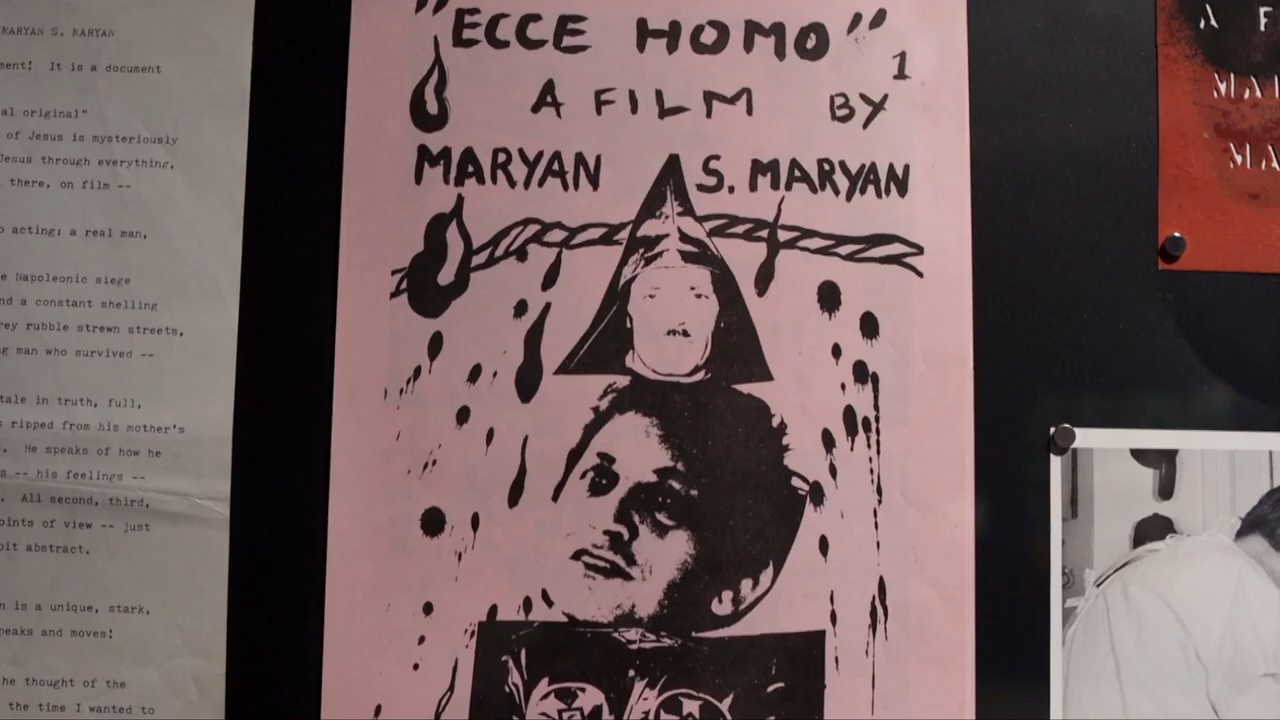 MARYAN S. MARYAN
ment! It is a document
al original"
of Jesus is mysteriously
Jesus through everything,
there, on film --
acting: a real man,
Napoleonic siege
nd a constant shelling
rey rubble strewn streets,
g man who survived --
tale in truth, full,
s ripped from his mother's
. He speaks of how he
s -- his feelings --
. All second, third,
oints of view -- just
bit abstract.
n is a unique, stark,
peaks and moves!
he thought of the
the time I wanted to
"ECCE HOMO"
1
A FILM BY
MARYAN S. MARYAN
A F
MA
MA